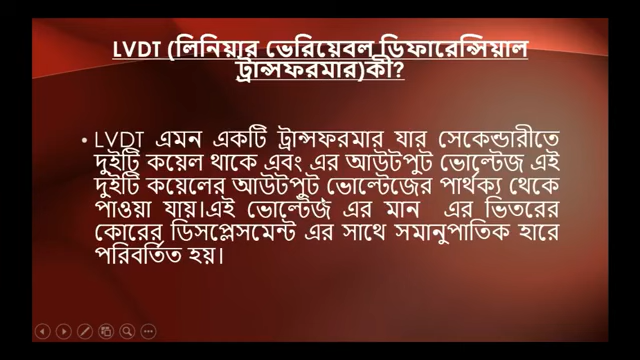 LVDT (লিনিয়ার ভেরিয়েবল ডিফারেন্সিয়াল
ট্রান্সফরমার)কী?
• LVDT এমন একটি ট্রান্সফরমার যার সেকেন্ডারীতে
দুইটি কয়েল থাকে এবং এর আউটপুট ভোল্টেজ এই
দুইটি কয়েলের আউটপুট ভোল্টেজের পার্থক্য থেকে
পাওয়া যায়।এই ভোল্টেজ এর মান এর ভিতরের
কোরের ডিসপ্লেসমেন্ট এর সাথে সমানুপাতিক হারে
পরিবর্তিত হয়।